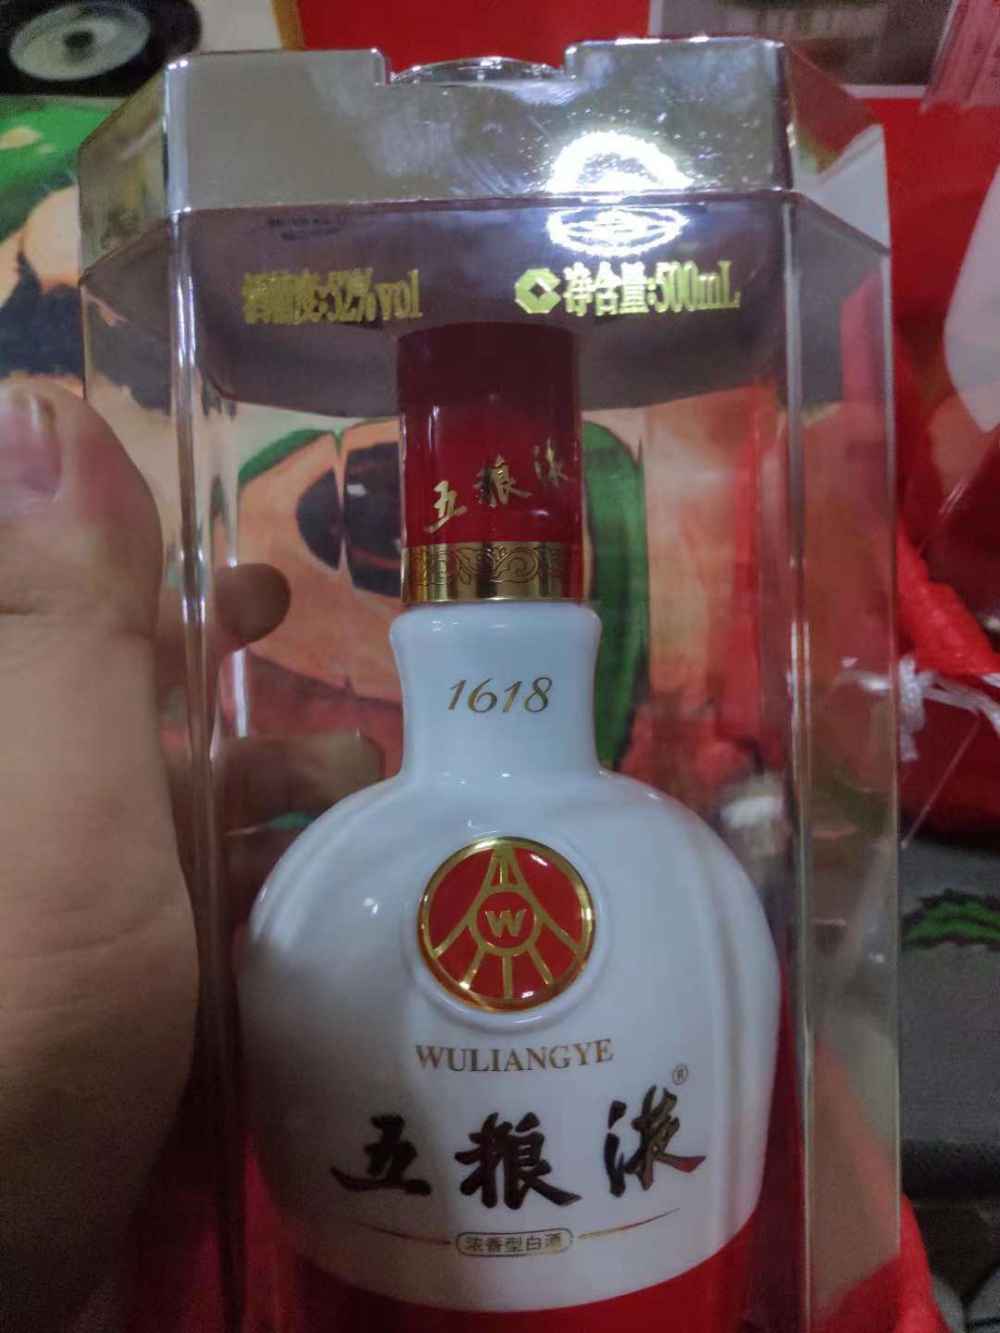 酒精度:52%vol
净含量:500mL
五粮液
1618
W
WULIANGYE
五粮液®
浓香型白酒